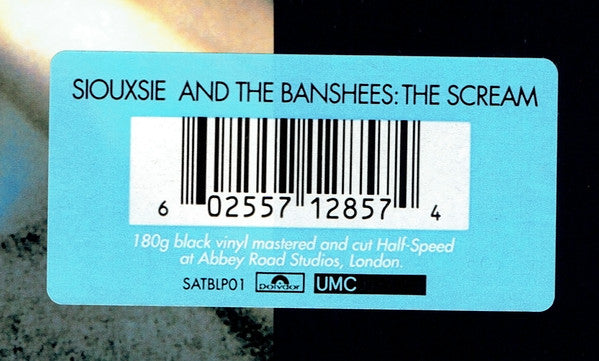 SIOUXSIE AND THE BANSHEES: THE SCREAM
6 02557 12857 4
180g black vinyl mastered and cut Half-Speed
at Abbey Road Studios, London.
SATBLP01 polydor UMC